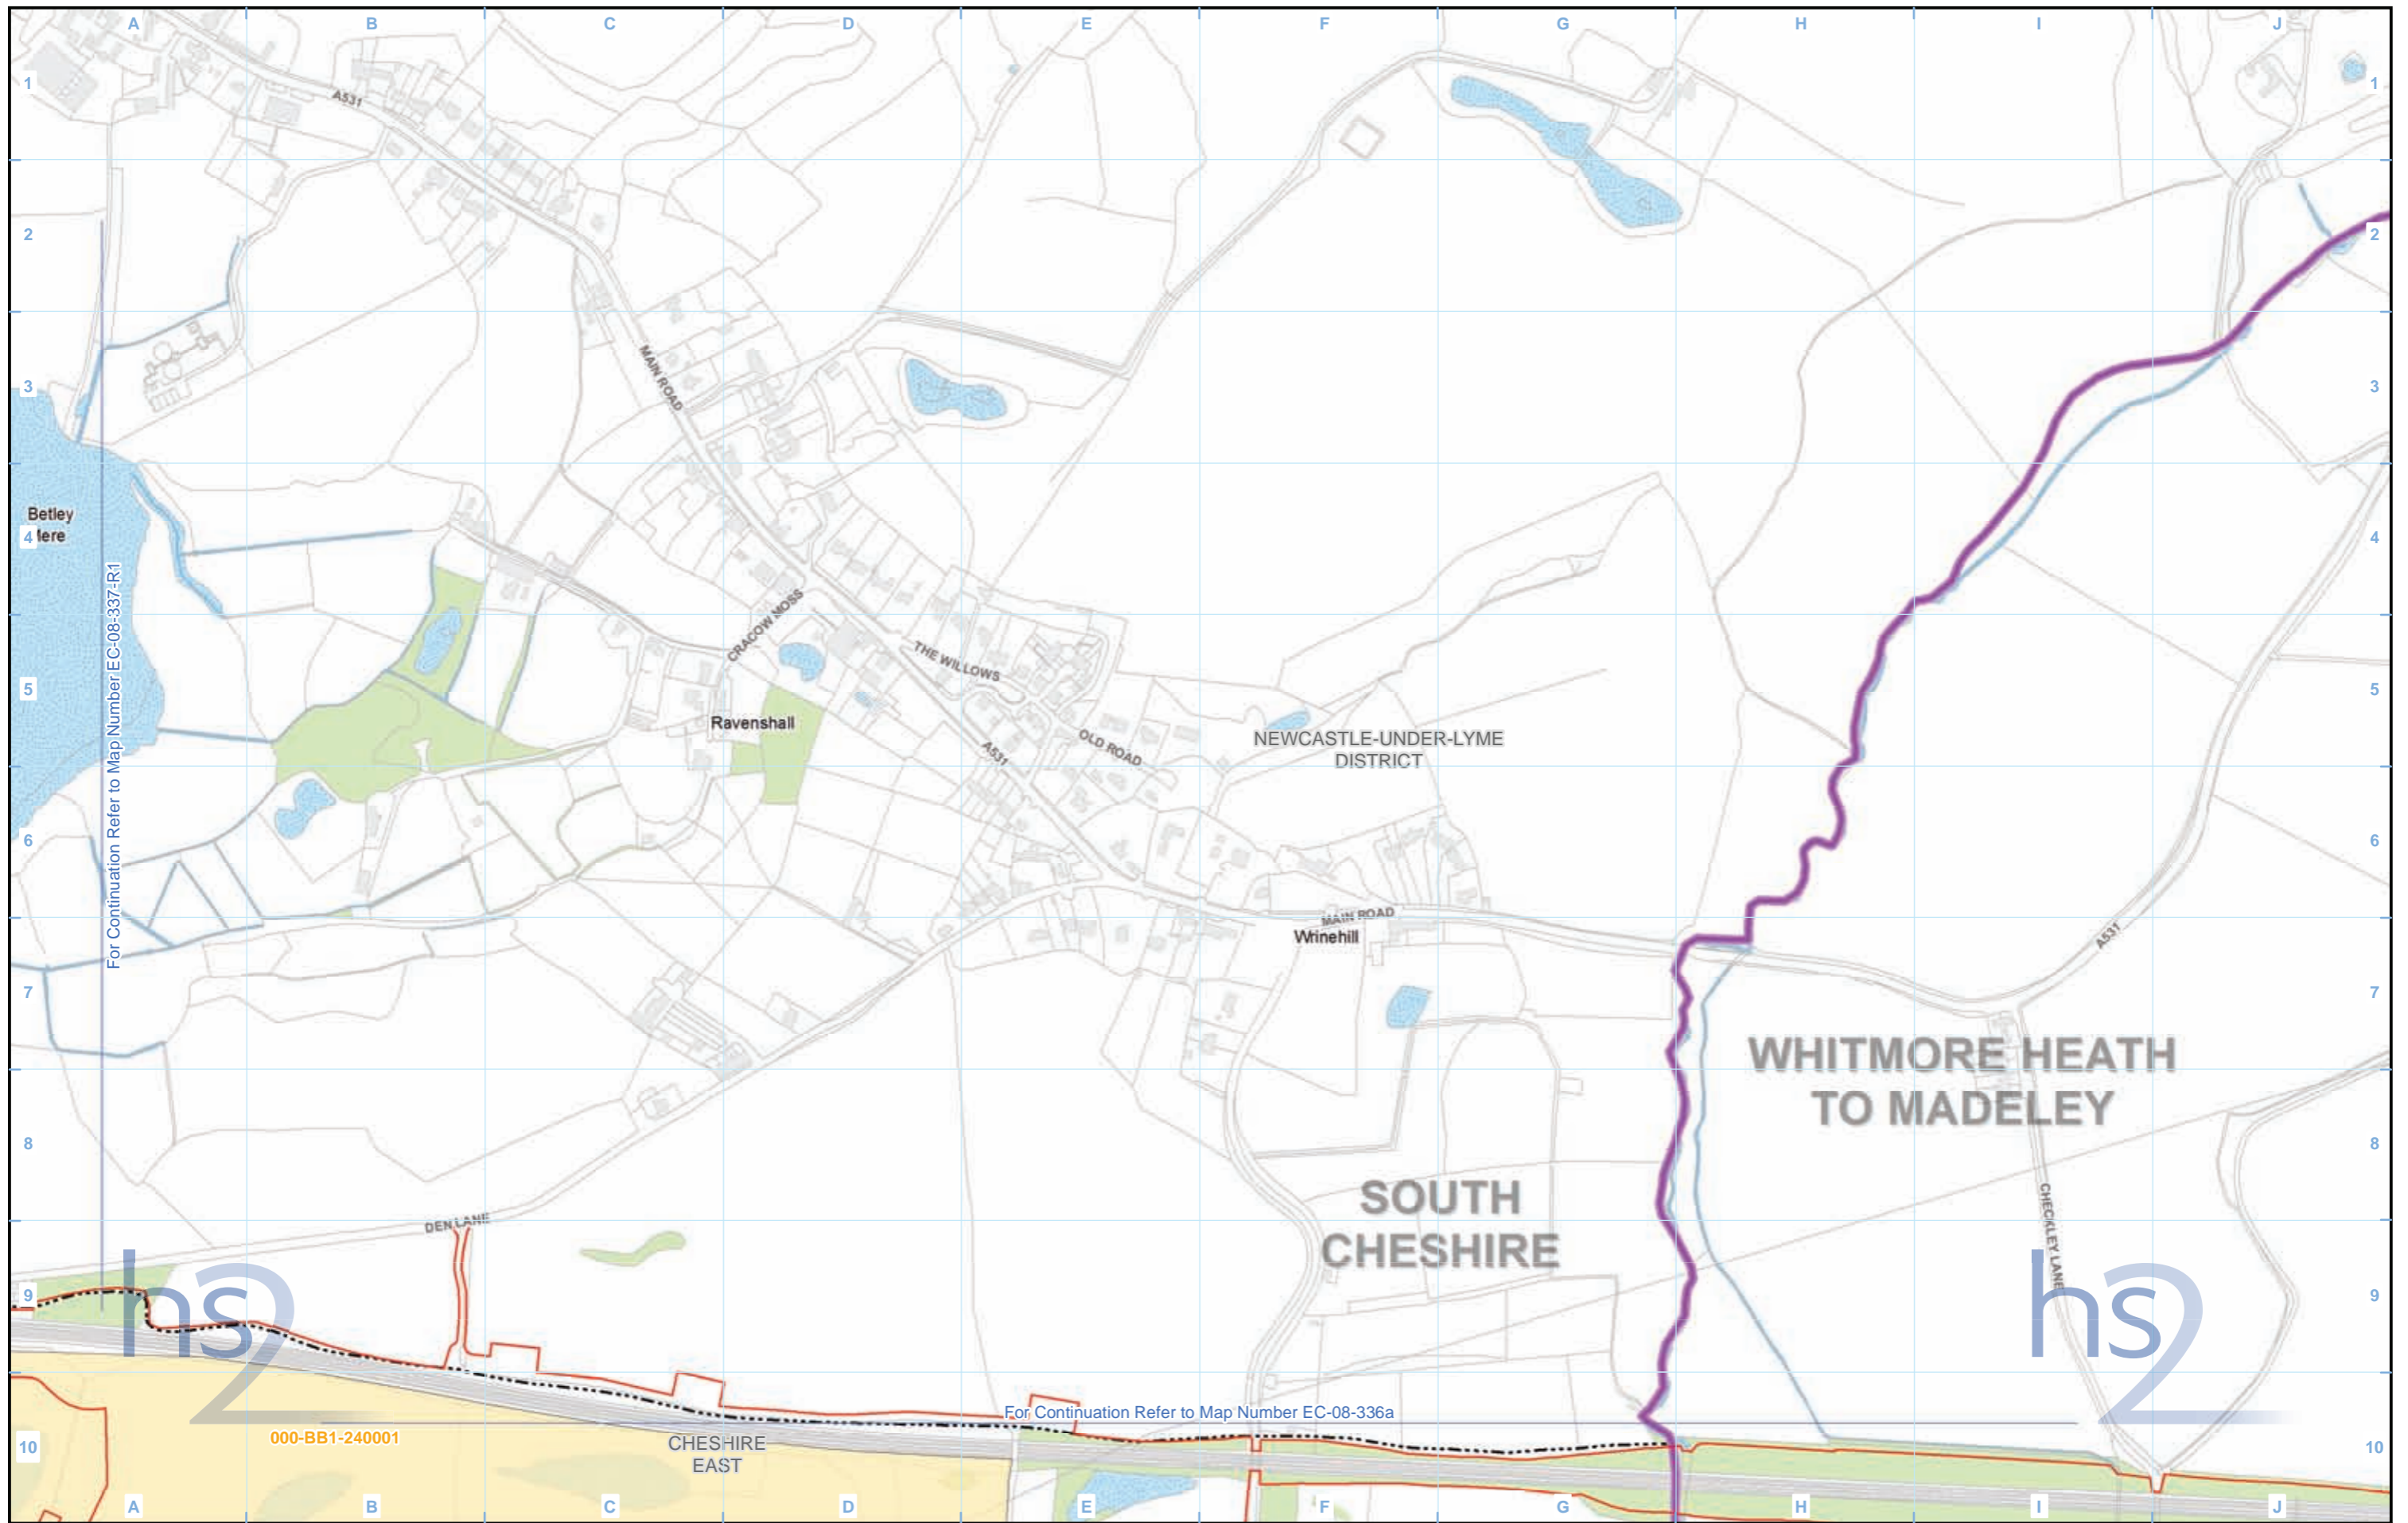 A B C D E F G H I J
1 1
A531
2 2
MAIN ROAD
3 3
Betley
Mere
4 4
For Continuation Refer to Map Number EC-08-337-R1
CRACOW MOSS
THE WILLOWS
5 5
Ravenshall
OLD ROAD
A531
NEWCASTLE-UNDER-LYME
DISTRICT
6 6
MAIN ROAD
Wrinehill
A531
7 7
WHITMORE HEATH
TO MADELEY
8 8
SOUTH
CHESHIRE
CHECKLEY LANE
DEN LANE
9 9
hs2
hs2
For Continuation Refer to Map Number EC-08-336a
000-BB1-240001
CHESHIRE
EAST
10 10
A B C D E F G H I J